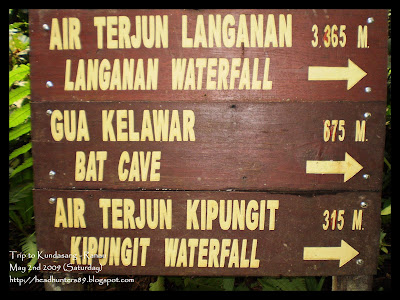 AIR TERJUN LANGANAN 3.365 M.
LANGANAN WATERFALL
GUA KELAWAR 675 M.
BAT CAVE
AIR TERJUN KIPUNGIT 315 M.
KIPUNGIT WATERFALL
Trip to Kundasang - Ranau
May 2nd 2009 (Saturday)
http://headhunters89.blogspot.com